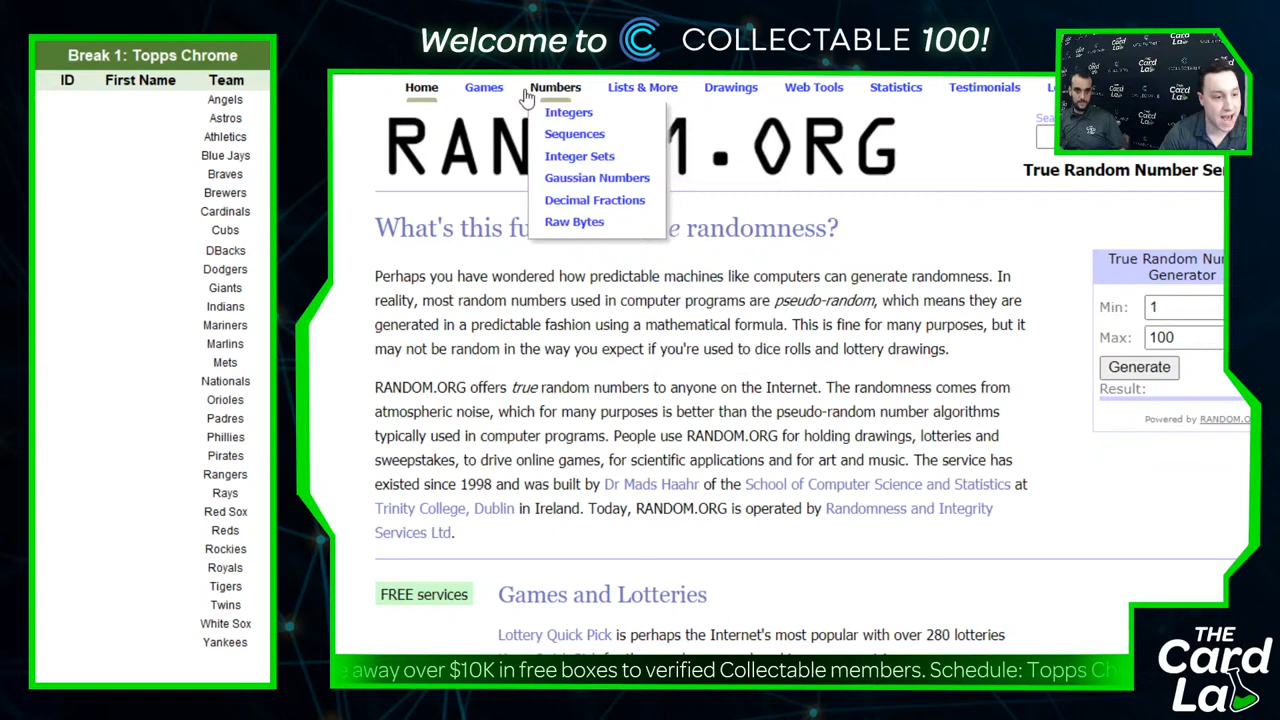 Welcome to COLLECTABLE 100!
Break 1: Topps Chrome
ID First Name Team
Angels
Astros
Athletics
Blue Jays
Braves
Brewers
Cardinals
Cubs
DBacks
Dodgers
Giants
Indians
Mariners
Marlins
Mets
Nationals
Orioles
Padres
Phillies
Pirates
Rangers
Rays
Red Sox
Reds
Rockies
Royals
Tigers
Twins
White Sox
Yankees
Home Games Numbers Lists & More Drawings Web Tools Statistics Testimonials
Integers
Sequences
Integer Sets
Gaussian Numbers
Decimal Fractions
Raw Bytes
RAN M.ORG
True Random Number Ser
What's this fu e randomness?
Perhaps you have wondered how predictable machines like computers can generate randomness. In
reality, most random numbers used in computer programs are pseudo-random, which means they are
generated in a predictable fashion using a mathematical formula. This is fine for many purposes, but it
may not be random in the way you expect if you're used to dice rolls and lottery drawings.
RANDOM.ORG offers true random numbers to anyone on the Internet. The randomness comes from
atmospheric noise, which for many purposes is better than the pseudo-random number algorithms
typically used in computer programs. People use RANDOM.ORG for holding drawings, lotteries and
sweepstakes, to drive online games, for scientific applications and for art and music. The service has
existed since 1998 and was built by Dr Mads Haahr of the School of Computer Science and Statistics at
Trinity College, Dublin in Ireland. Today, RANDOM.ORG is operated by Randomness and Integrity
Services Ltd.
True Random Num
Generator
Min: 1
Max: 100
Generate
Result:
Powered by RANDOM.O
FREE services
Games and Lotteries
Lottery Quick Pick is perhaps the Internet's most popular with over 280 lotteries
e away over $10K in free boxes to verified Collectable members. Schedule: Topps Ch
THE
Card
Lab